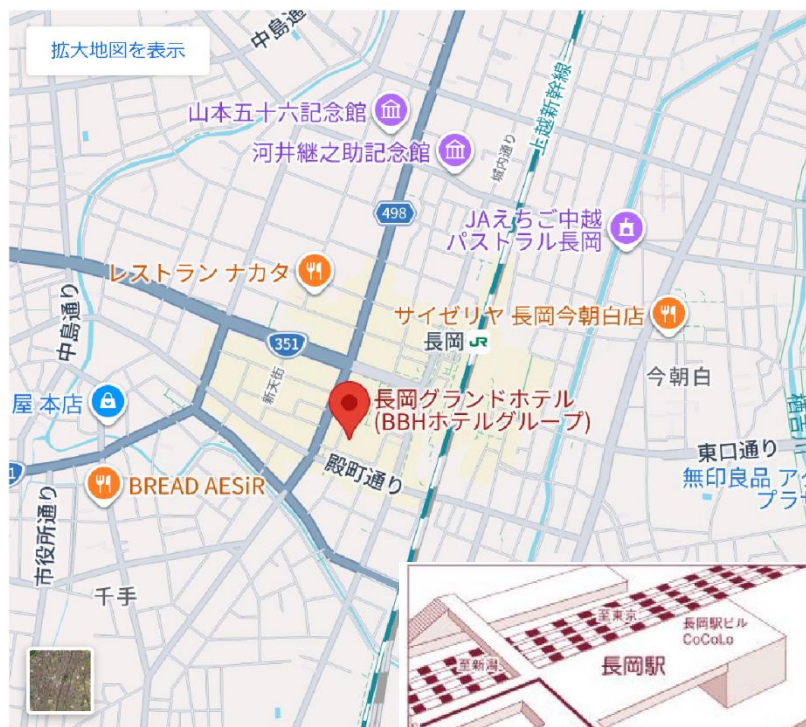 中島通り
拡大地図を表示
上越新幹線
山本五十六記念館
河井継之助記念館
城内通り
498
JAえちご中越
パストラル長岡
レストラン ナカタ
サイゼリヤ 長岡今朝白店
中島通り
351
長岡 JR
今朝白
新天街
長岡グランドホテル
(BBHホテルグループ)
屋 本店
東口通り
殿町通り
無印良品 アク
プラザ
BREAD AESiR
市役所通り
千手
至東京
長岡駅ビル
CoCoLo
至新潟
長岡駅